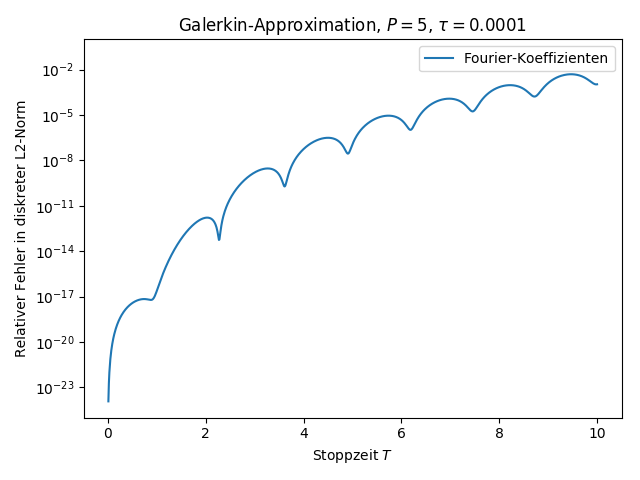 Galerkin-Approximation, $P = 5$, $\tau = 0.0001$
Fourier-Koeffizienten
Relativer Fehler in diskreter L2-Norm
$10^{-2}$
$10^{-5}$
$10^{-8}$
$10^{-11}$
$10^{-14}$
$10^{-17}$
$10^{-20}$
$10^{-23}$
0 2 4 6 8 10
Stoppzeit $T$